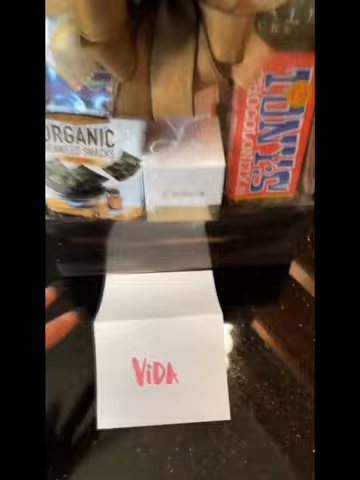 ORGANIC
SEAWEED SNACKS
TONY'S
CHOCOLONELY
ViDA